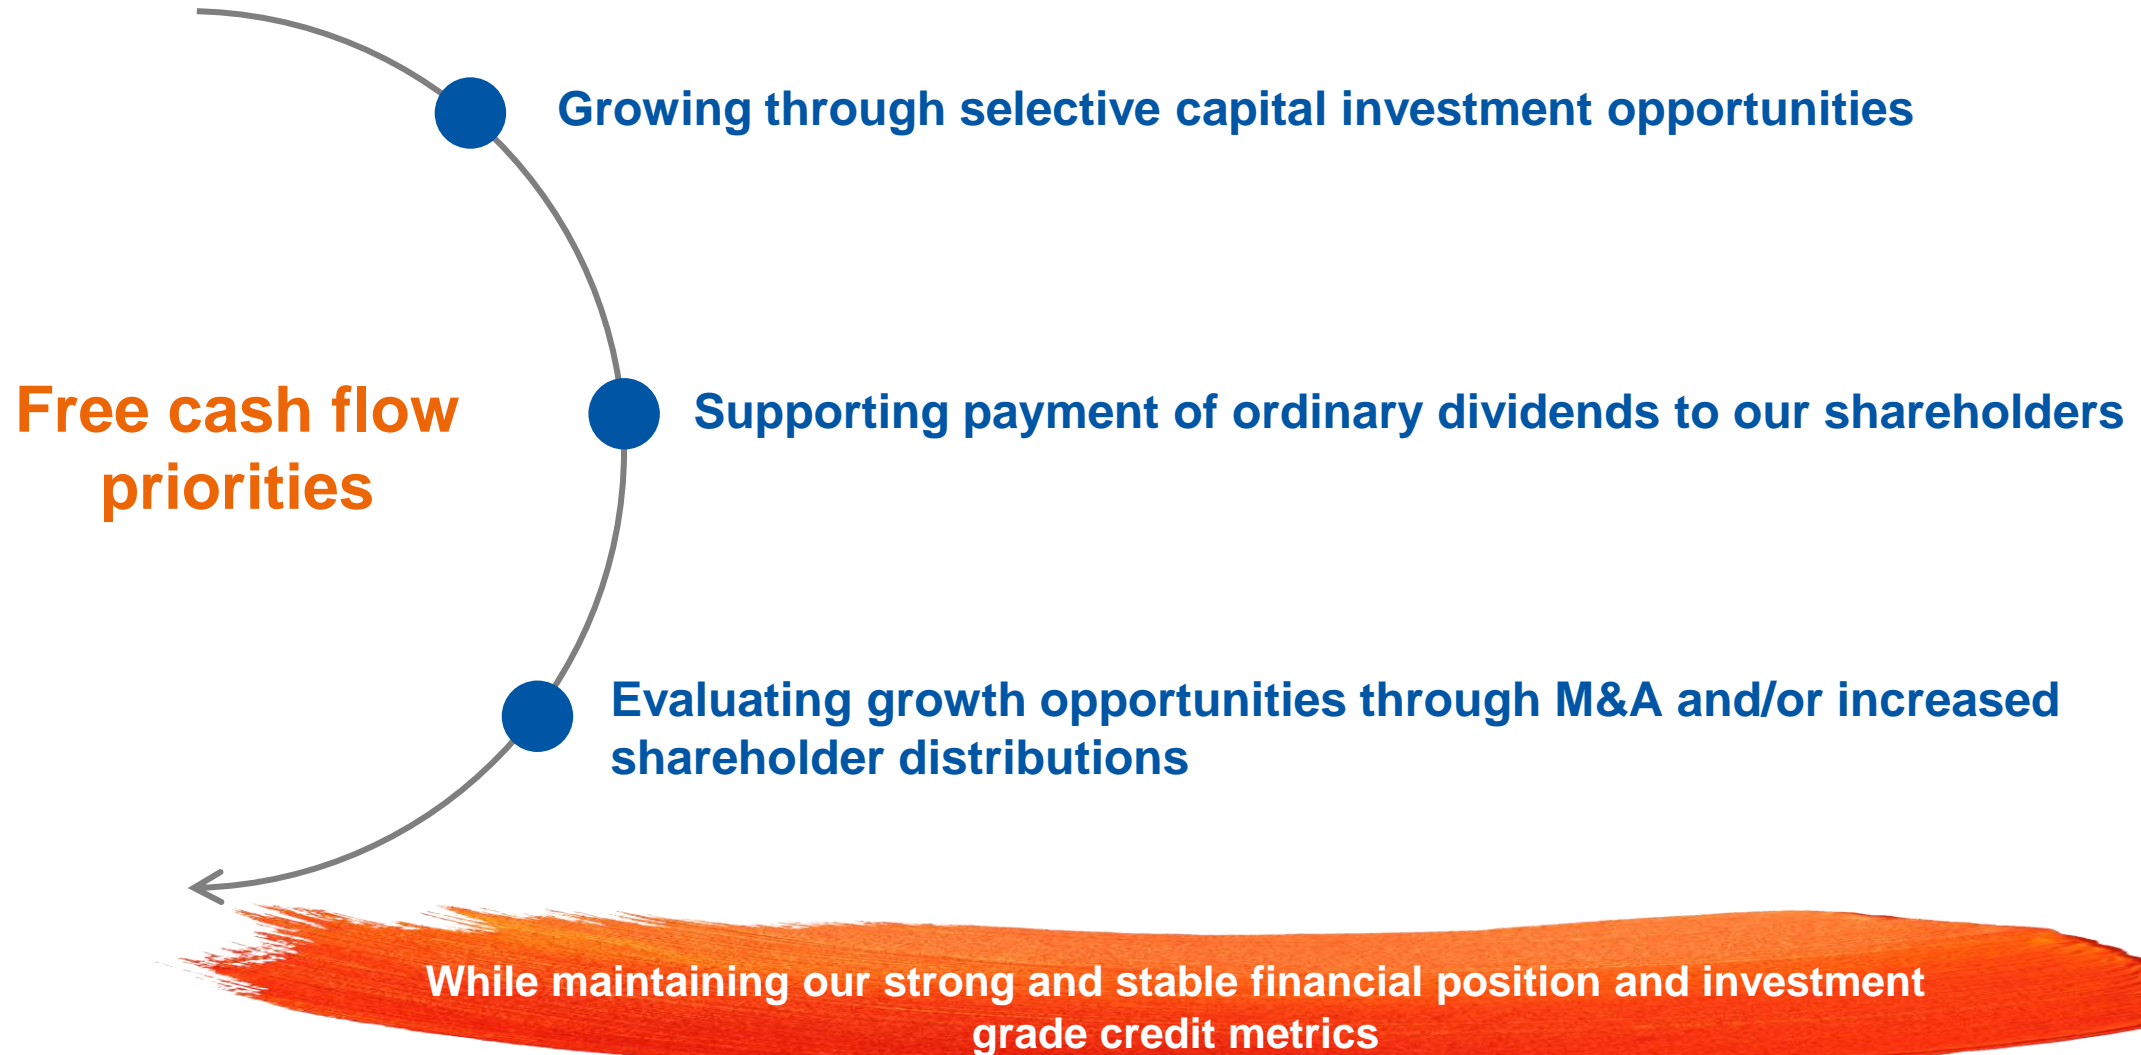 Growing through selective capital investment opportunities
Free cash flow
priorities
Supporting payment of ordinary dividends to our shareholders
Evaluating growth opportunities through M&A and/or increased
shareholder distributions
While maintaining our strong and stable financial position and investment
grade credit metrics